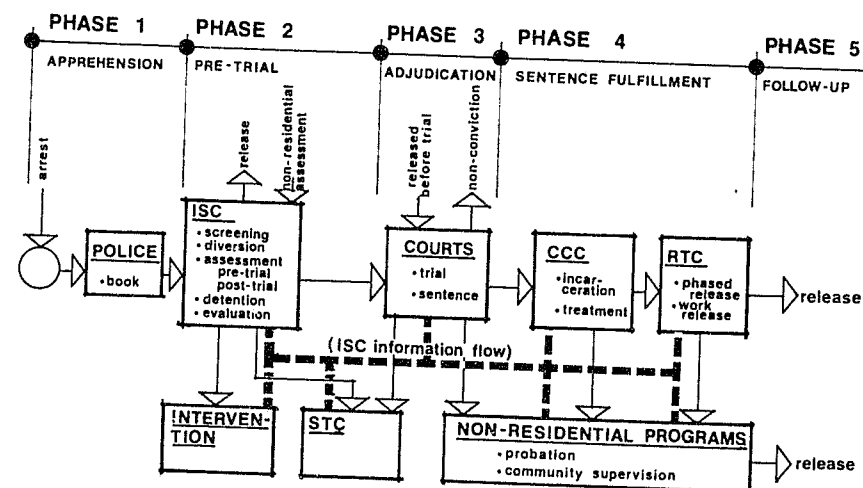 PHASE 1
APPREHENSION
PHASE 2
PRE-TRIAL
PHASE 3
ADJUDICATION
PHASE 4
SENTENCE FULFILLMENT
PHASE 5
FOLLOW-UP
arrest
release
non-residential
assessment
released
before trial
non-conviction
POLICE
• book
ISC
• screening
• diversion
• assessment
pre-trial
post-trial
• detention
• evaluation
COURTS
• trial
• sentence
CCC
• incar-
ceration
• treatment
RTC
• phased
release
• work
release
release
(ISC information flow)
INTERVEN-
TION
STC
NON-RESIDENTIAL PROGRAMS
• probation
• community supervision
release